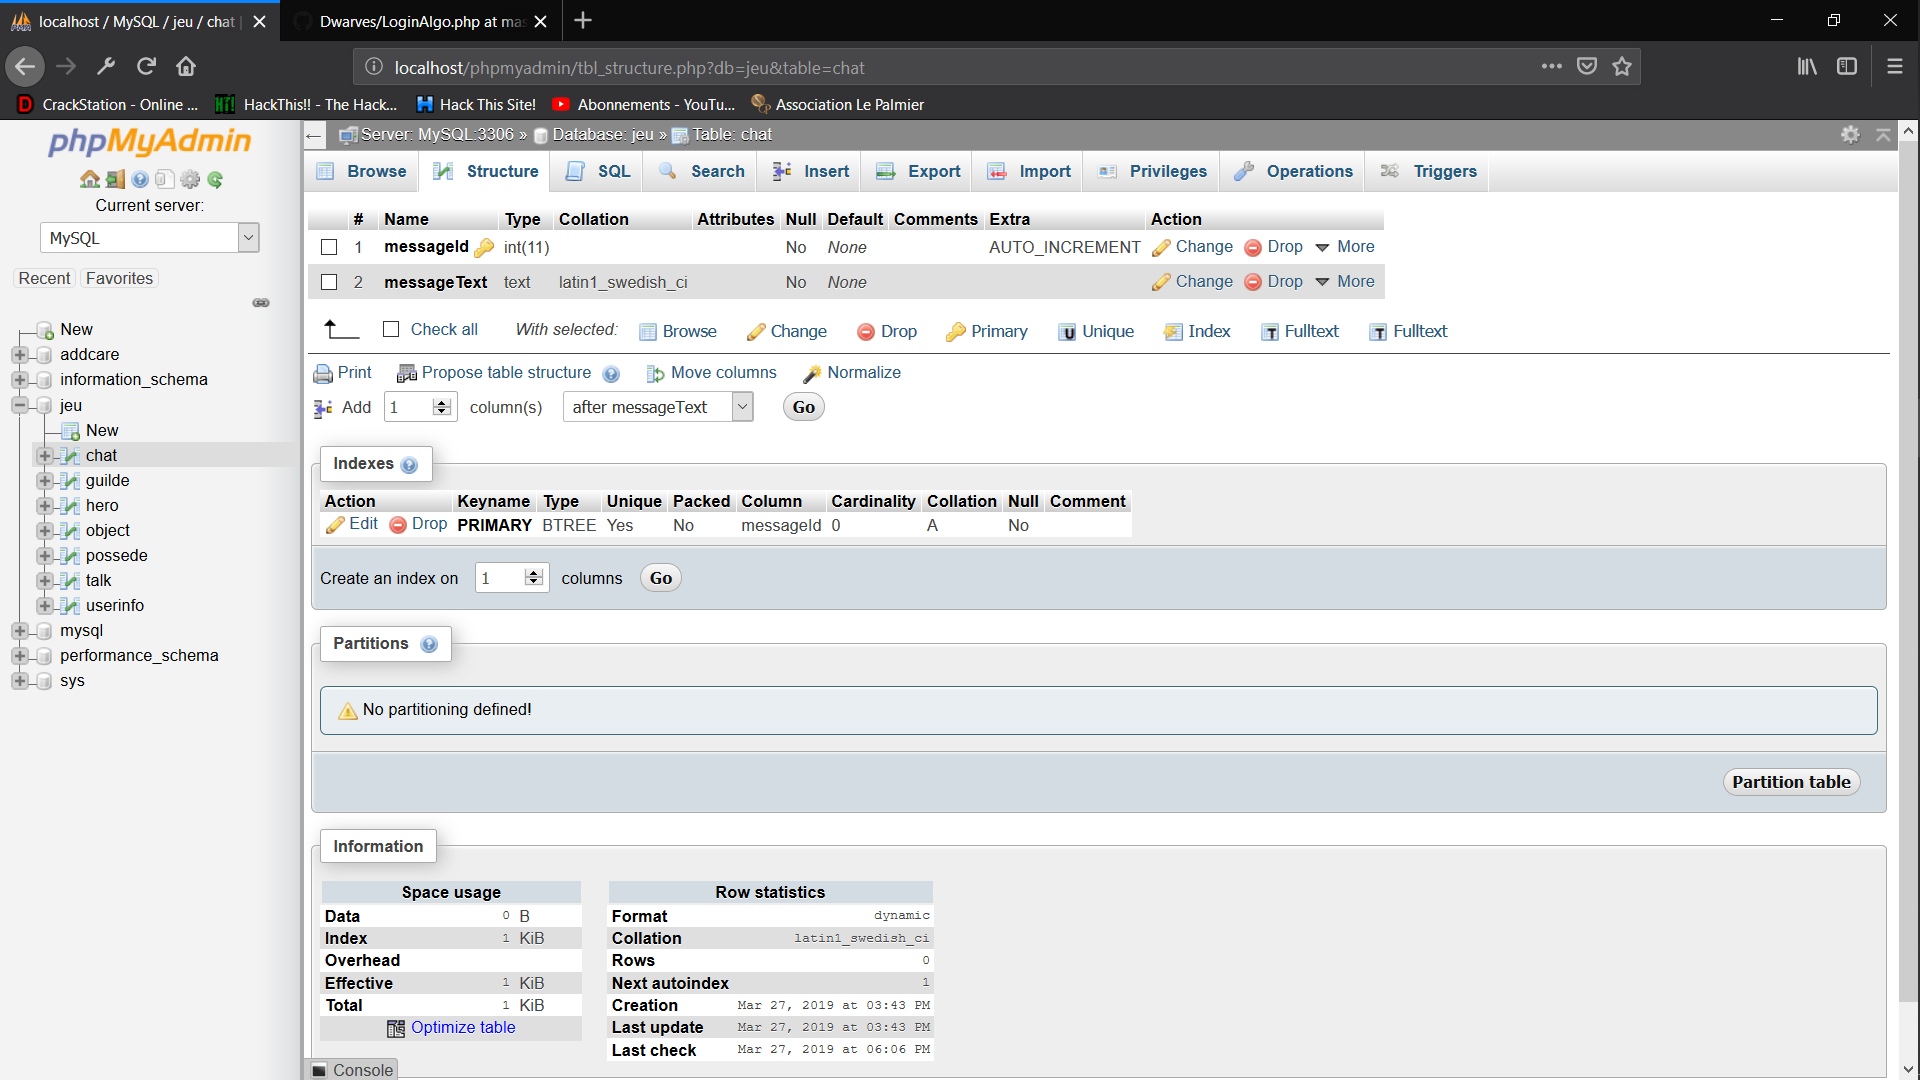 localhost / MySQL / jeu / chat |
Dwarves/LoginAlgo.php at mas
localhost/phpmyadmin/tbl_structure.php?db=jeu&table=chat
CrackStation - Online ...
HackThis!! - The Hack...
Hack This Site!
Abonnements - YouTu...
Association Le Palmier
phpMyAdmin
Current server:
MySQL
Recent Favorites
New
addcare
information_schema
jeu
New
chat
guilde
hero
object
possede
talk
userinfo
mysql
performance_schema
sys
Server: MySQL:3306 » Database: jeu » Table: chat
Browse Structure SQL Search Insert Export Import Privileges Operations Triggers
# Name Type Collation Attributes Null Default Comments Extra Action
1 messageId int(11) No None AUTO_INCREMENT Change Drop More
2 messageText text latin1_swedish_ci No None Change Drop More
Check all With selected: Browse Change Drop Primary Unique Index Fulltext Fulltext
Print Propose table structure Move columns Normalize
Add 1 column(s) after messageText Go
Indexes
Action Keyname Type Unique Packed Column Cardinality Collation Null Comment
Edit Drop PRIMARY BTREE Yes No messageId 0 A No
Create an index on 1 columns Go
Partitions
No partitioning defined!
Partition table
Information
Space usage
Data 0 B
Index 1 KiB
Overhead
Effective 1 KiB
Total 1 KiB
Optimize table
Row statistics
Format dynamic
Collation latin1_swedish_ci
Rows 0
Next autoindex 1
Creation Mar 27, 2019 at 03:43 PM
Last update Mar 27, 2019 at 03:43 PM
Last check Mar 27, 2019 at 06:06 PM
Console